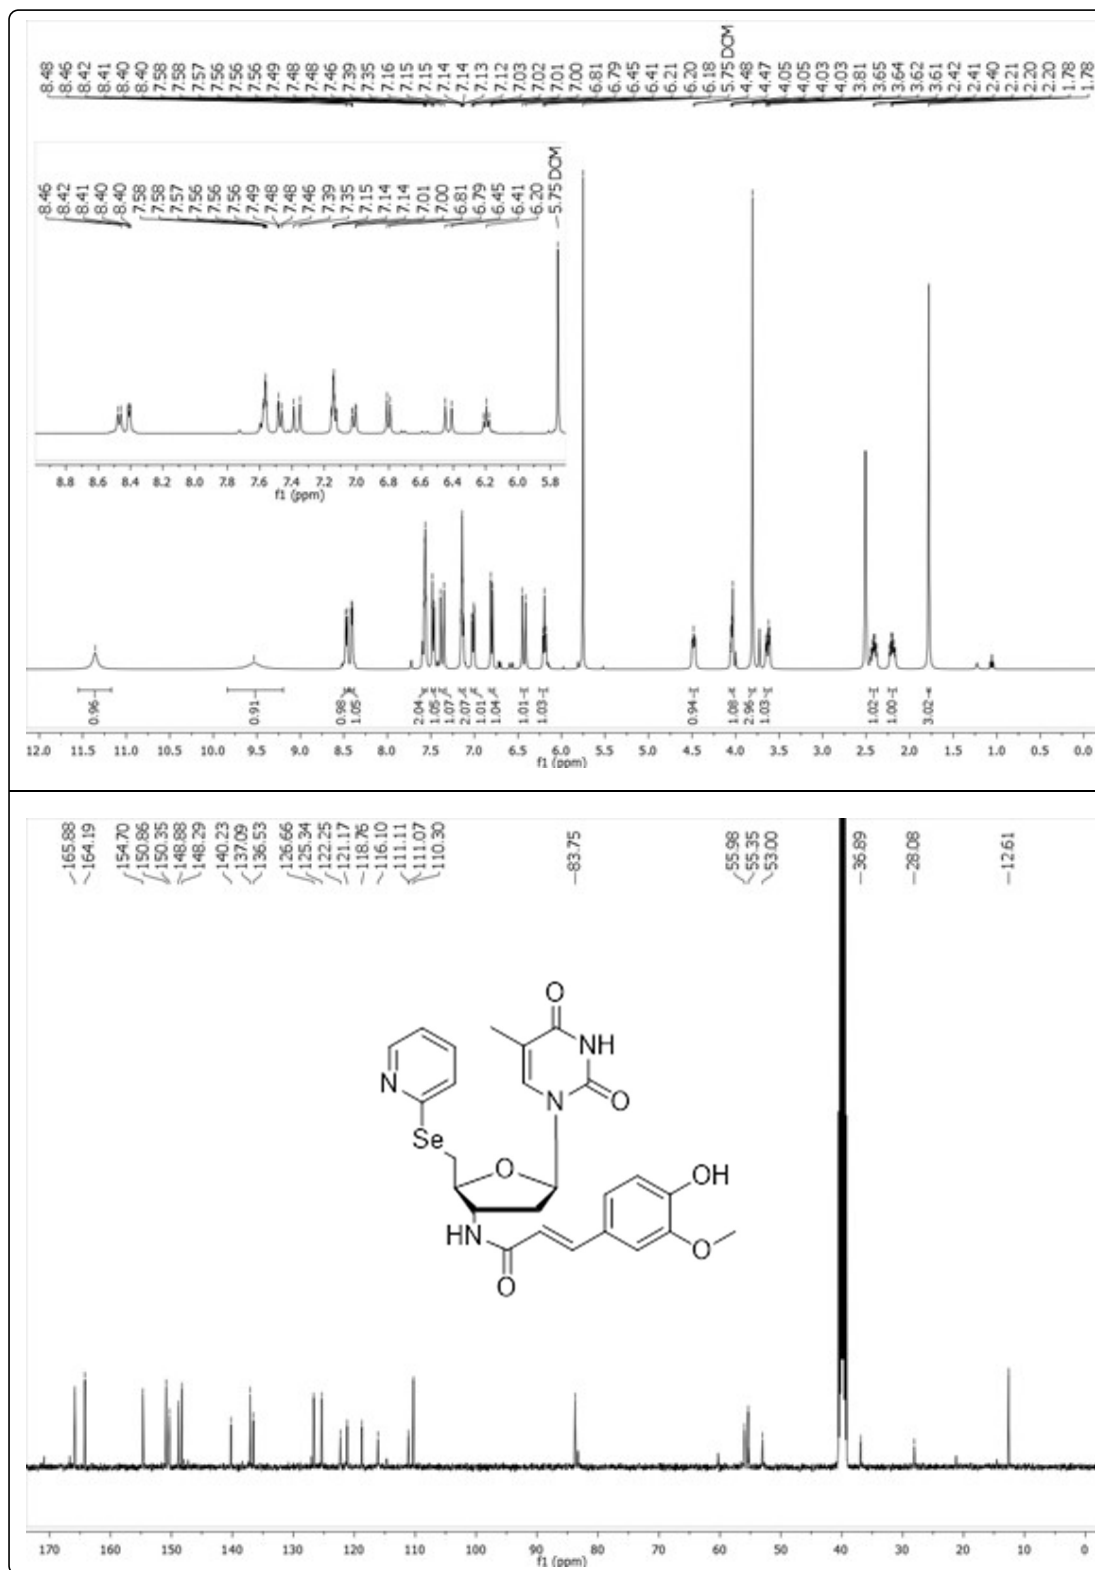 8.48 8.46 8.42 8.41 8.40 8.40 7.58 7.58 7.57 7.56 7.56 7.56 7.49 7.48 7.48 7.46 7.39 7.35 7.16 7.15 7.15 7.14 7.14 7.13 7.12 7.03 7.02 7.01 7.00 6.81 6.79 6.45 6.41 6.21 6.20 6.18 5.75 DCM 4.48 4.47 4.05 4.05 4.03 4.03 3.81 3.65 3.64 3.62 3.61 2.42 2.41 2.40 2.21 2.20 2.20 1.78 1.78
8.46 8.42 8.41 8.40 8.40 7.58 7.58 7.57 7.56 7.56 7.56 7.49 7.48 7.48 7.46 7.39 7.35 7.15 7.14 7.14 7.01 7.00 6.81 6.79 6.45 6.41 6.20 5.75 DCM
8.8 8.6 8.4 8.2 8.0 7.8 7.6 7.4 7.2 7.0 6.8 6.6 6.4 6.2 6.0 5.8
f1 (ppm)
0.96 0.91 0.98 1.05 2.04 1.05 1.07 2.07 1.01 1.04 1.01 1.03 0.94 1.08 2.96 1.03 1.02 1.00 3.02
12.0 11.5 11.0 10.5 10.0 9.5 9.0 8.5 8.0 7.5 7.0 6.5 6.0 5.5 5.0 4.5 4.0 3.5 3.0 2.5 2.0 1.5 1.0 0.5 0.0
f1 (ppm)
165.88 164.19 154.70 150.86 150.35 148.88 148.29 140.23 137.09 136.53 126.66 125.34 122.25 121.17 118.76 116.10 111.11 111.07 110.30 83.75 55.98 55.35 53.00 36.89 28.08 12.61
O
NH
N
N O
Se
O
OH
HN
O
O
170 160 150 140 130 120 110 100 90 80 70 60 50 40 30 20 10 0
f1 (ppm)